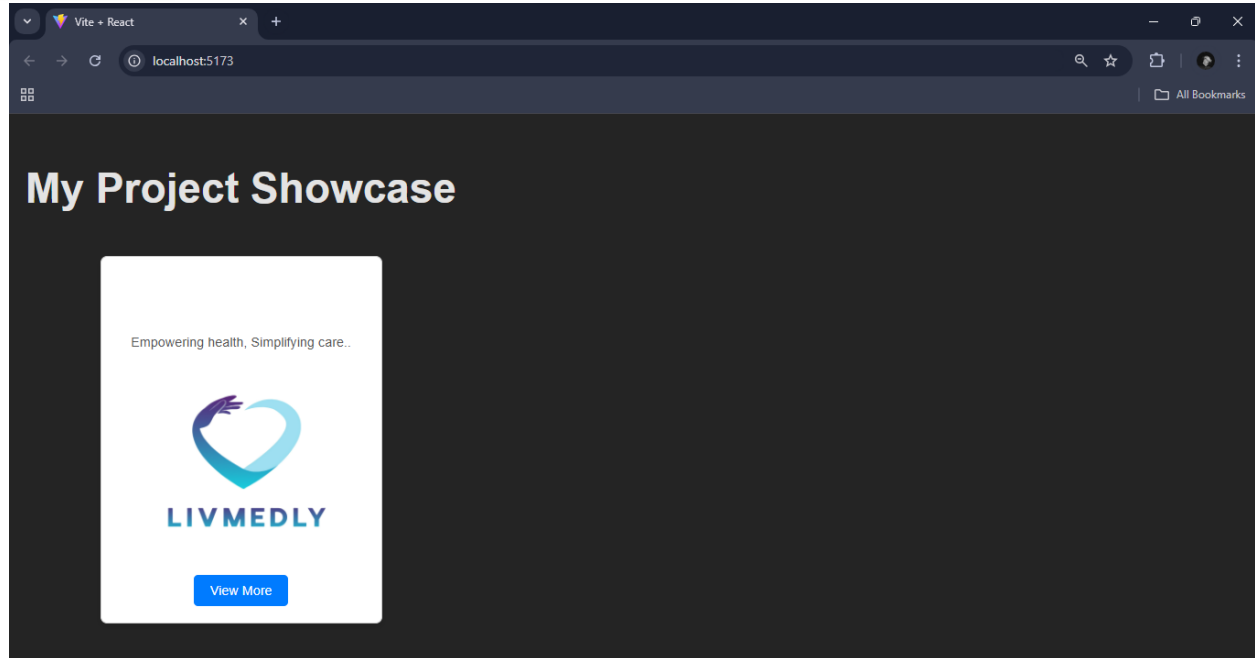 Vite + React
localhost:5173
All Bookmarks
My Project Showcase
Empowering health, Simplifying care..
LIVMEDLY
View More